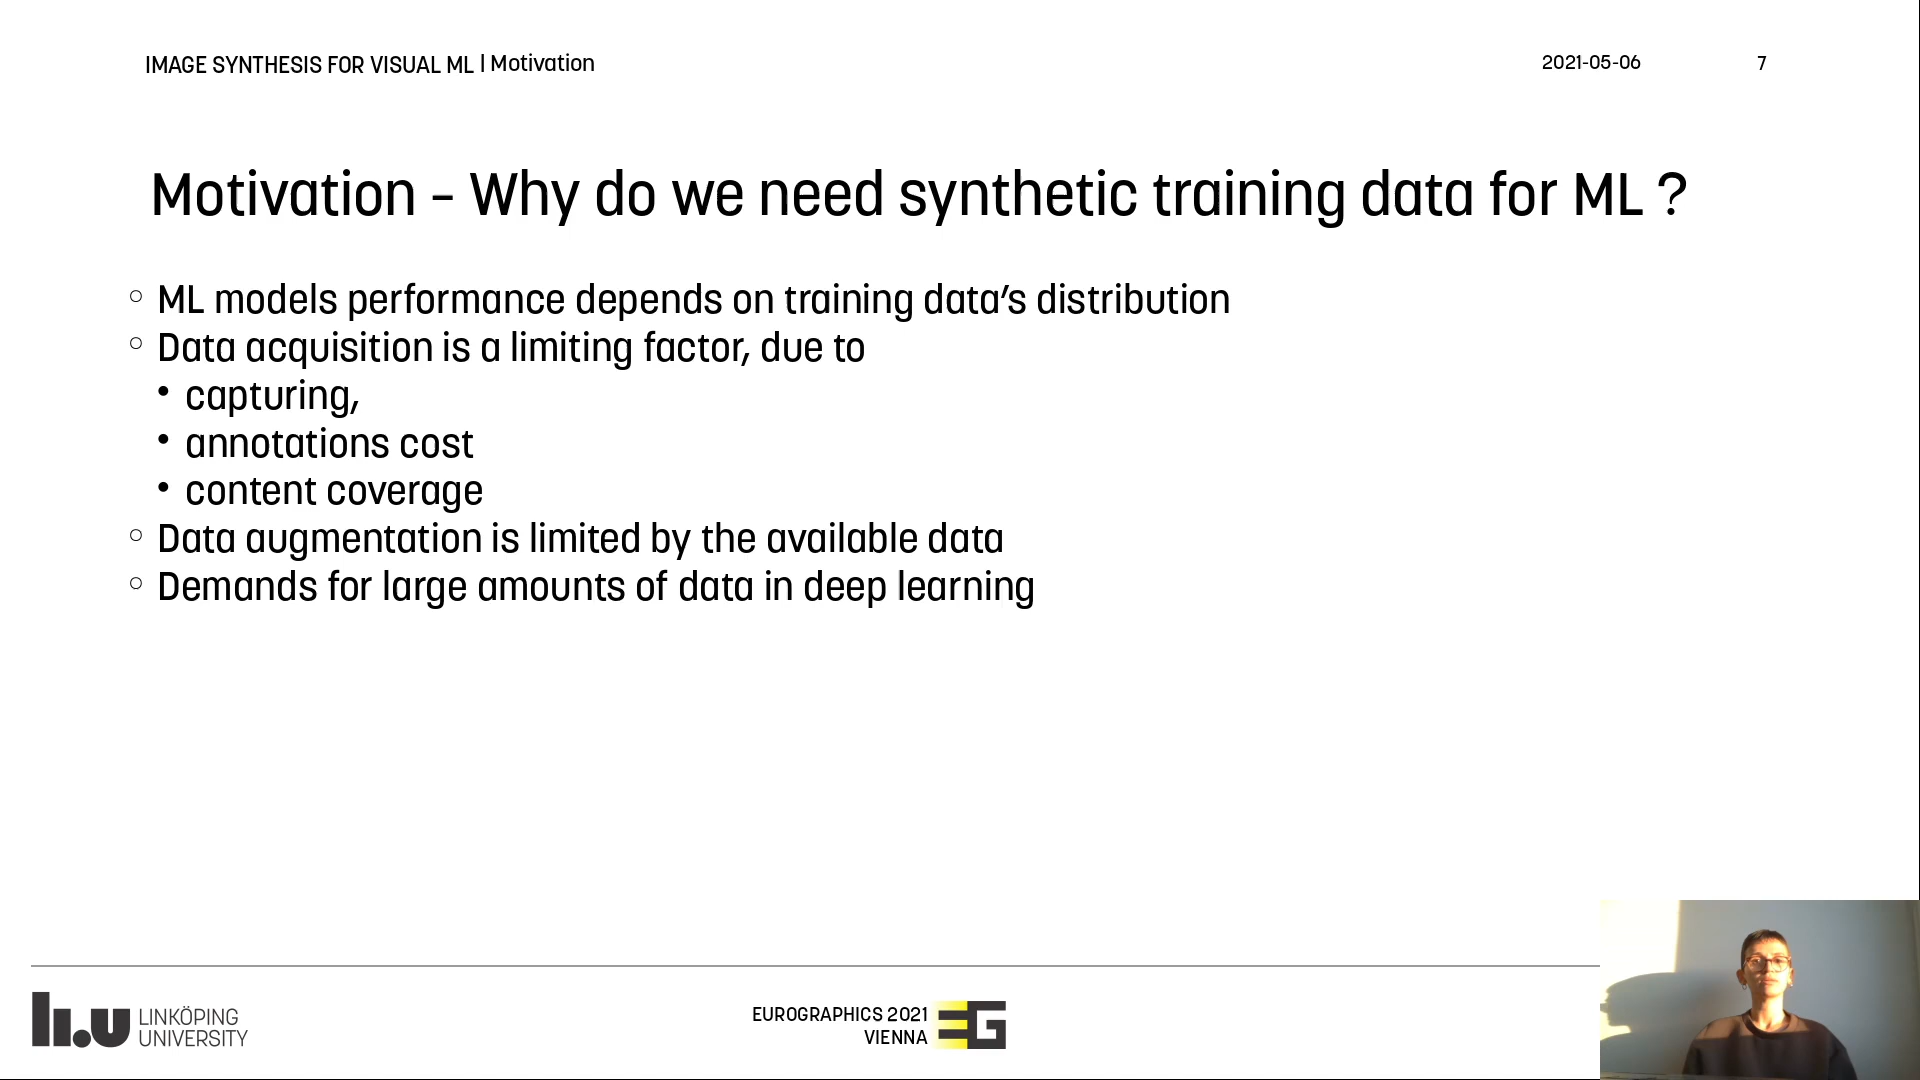 IMAGE SYNTHESIS FOR VISUAL ML | Motivation
2021-05-06
7
Motivation – Why do we need synthetic training data for ML ?
○ ML models performance depends on training data’s distribution
○ Data acquisition is a limiting factor, due to
• capturing,
• annotations cost
• content coverage
○ Data augmentation is limited by the available data
○ Demands for large amounts of data in deep learning
li.u
LINKÖPING
UNIVERSITY
EUROGRAPHICS 2021
VIENNA
EG